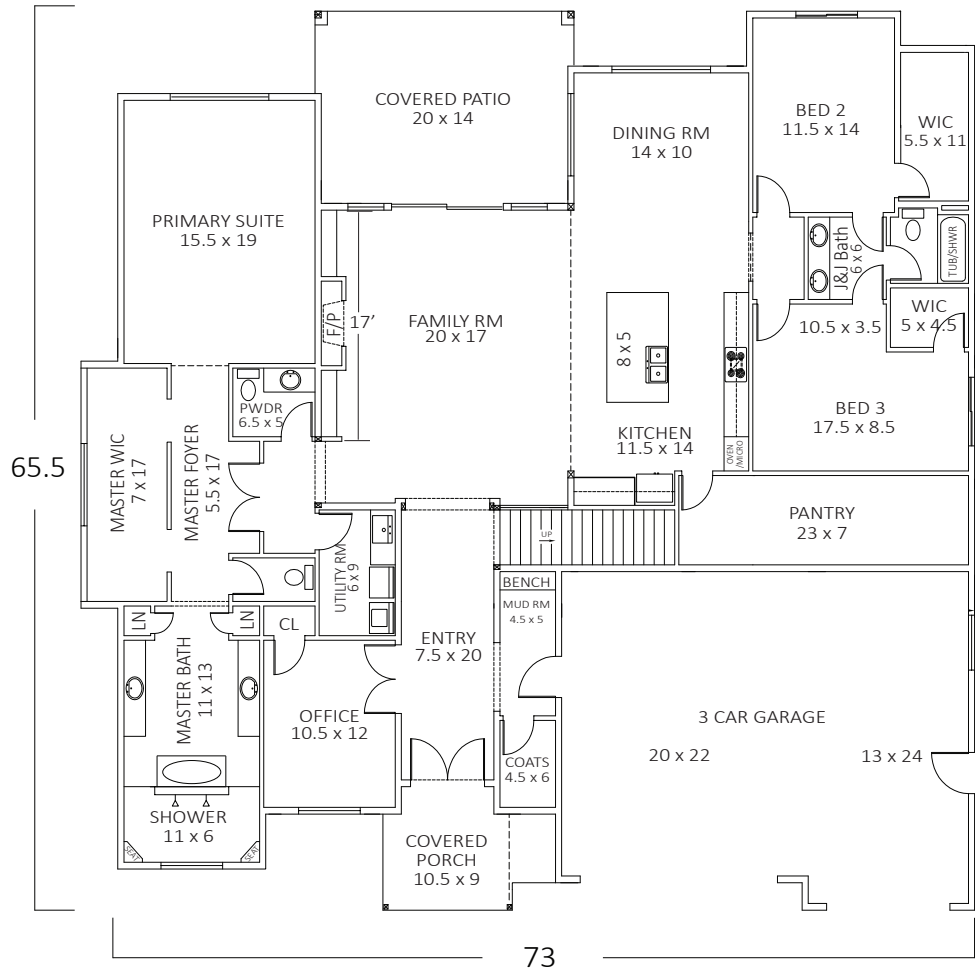 COVERED PATIO
20 x 14
DINING RM
14 x 10
BED 2
11.5 x 14
WIC
5.5 x 11
PRIMARY SUITE
15.5 x 19
J&J Bath
6 x 6
TUB/SHWR
F/P
17’
FAMILY RM
20 x 17
8 x 5
WIC
5 x 4.5
10.5 x 3.5
PWDR
6.5 x 5
BED 3
17.5 x 8.5
KITCHEN
11.5 x 14
OVEN
/MICRO
65.5
MASTER WIC
7 x 17
MASTER FOYER
5.5 x 17
PANTRY
23 x 7
UP
UTILITY RM
6 x 9
BENCH
MUD RM
4.5 x 5
LN
LN
CL
ENTRY
7.5 x 20
MASTER BATH
11 x 13
OFFICE
10.5 x 12
3 CAR GARAGE
20 x 22
13 x 24
COATS
4.5 x 6
SHOWER
11 x 6
SEAT
SEAT
COVERED
PORCH
10.5 x 9
73